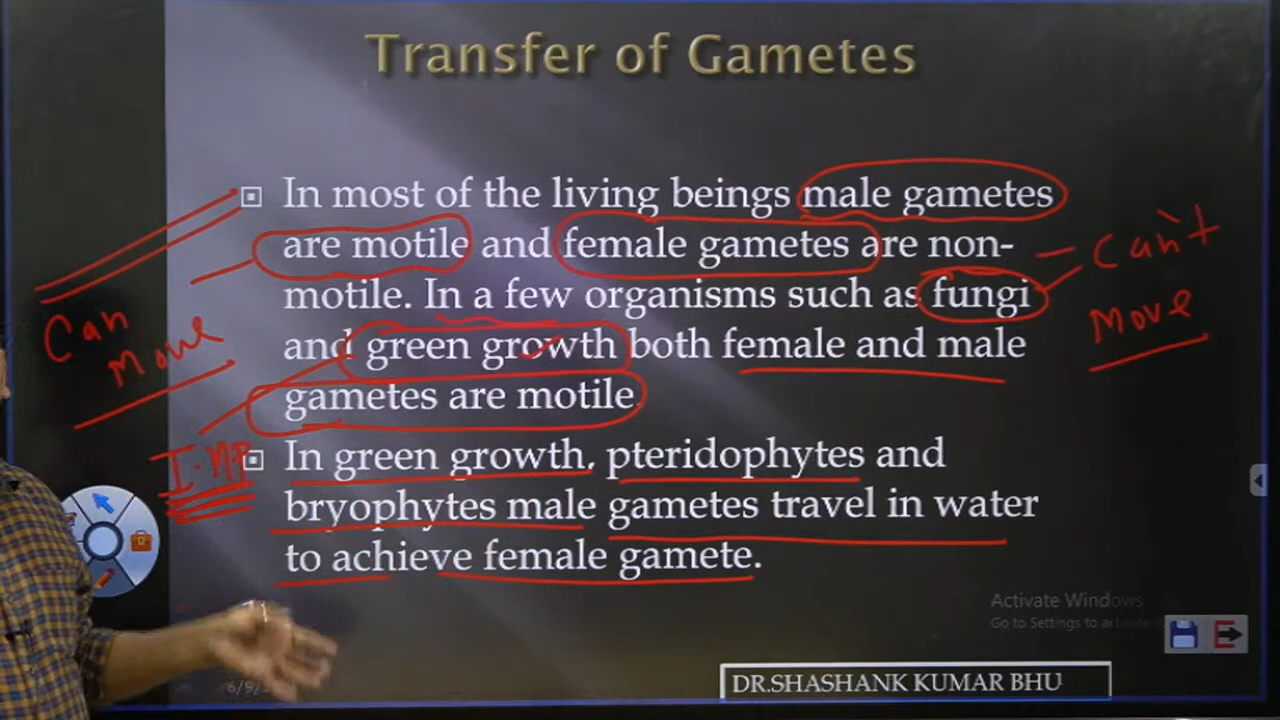 Transfer of Gametes
In most of the living beings male gametes
are motile and female gametes are non-
motile. In a few organisms such as fungi
and green growth both female and male
gametes are motile
Can't
Move
Can
Move
Imp
In green growth, pteridophytes and
bryophytes male gametes travel in water
to achieve female gamete.
Activate Windows
Go to Settings to activate
6/9/
DR.SHASHANK KUMAR BHU